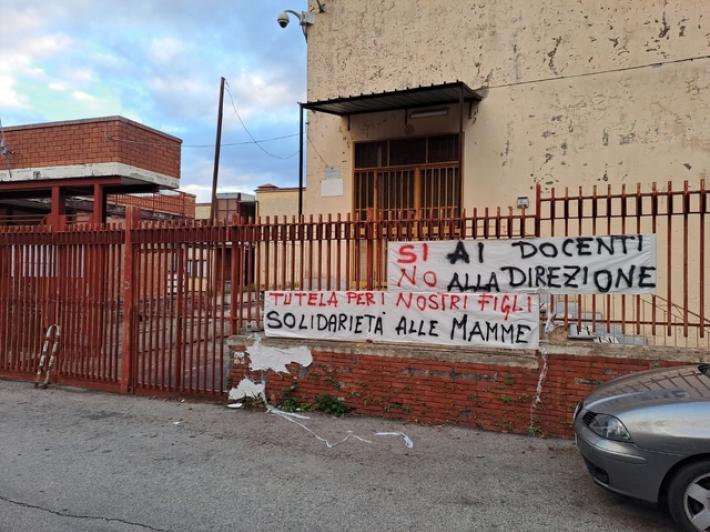 SI AI DOCENTI
NO ALLA DIREZIONE
TUTELA PER I NOSTRI FIGLI
SOLIDARIETÀ ALLE MAMME